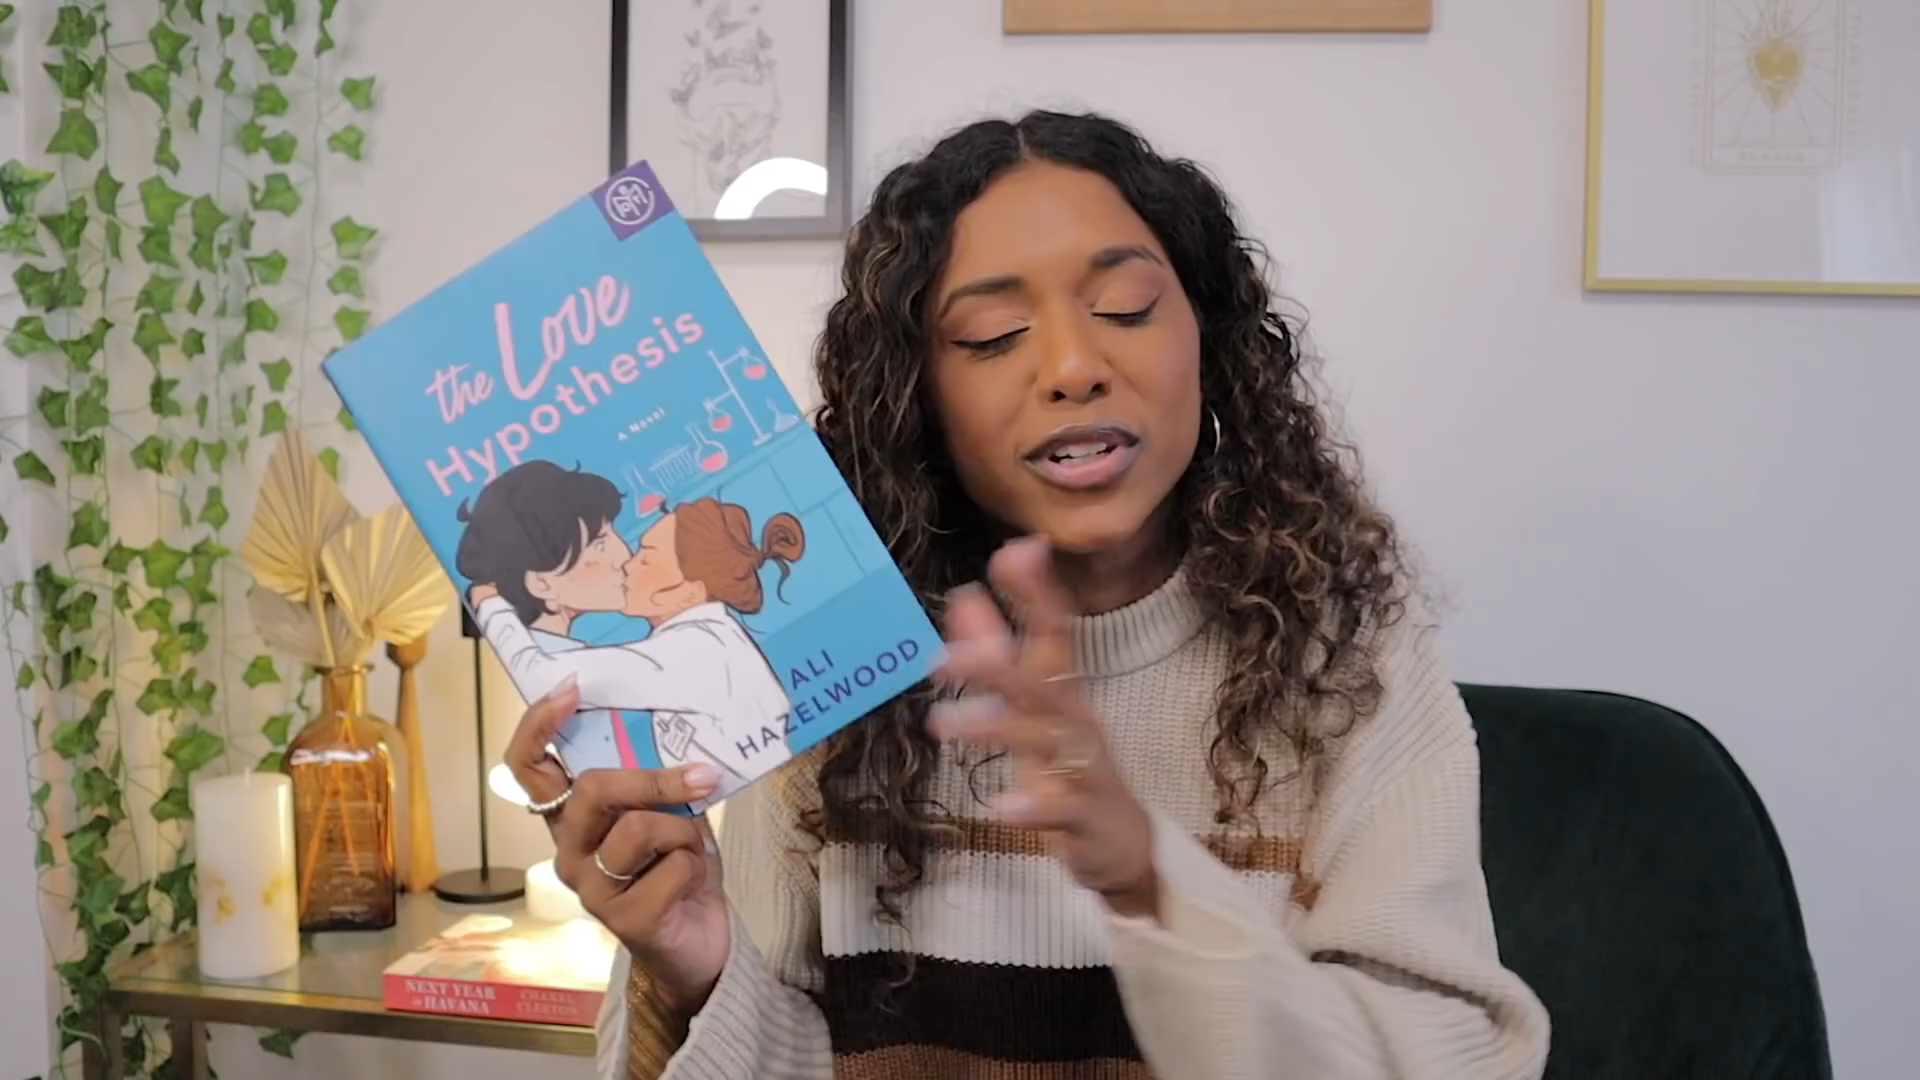 the Love
Hypothesis
A Novel
ALI
HAZELWOOD
NEXT YEAR
in HAVANA
CHANEL
CLEETON